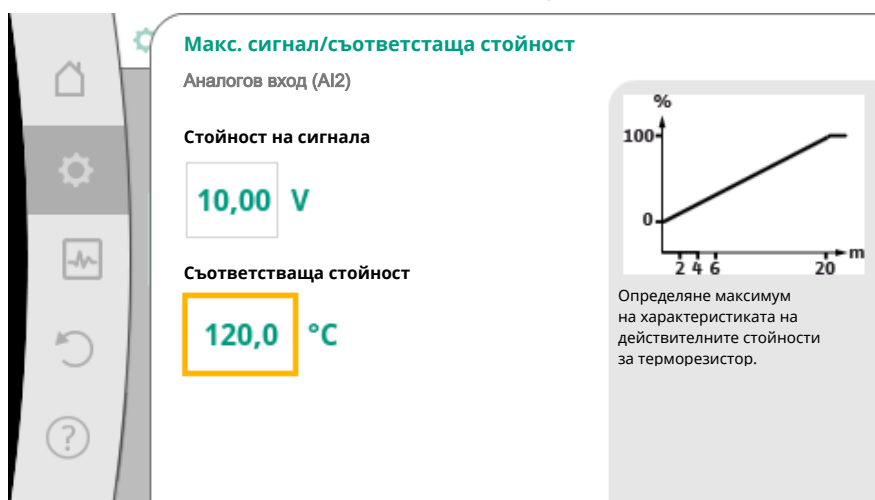 Макс. сигнал/съответстаща стойност
Аналогов вход (AI2)
Стойност на сигнала
10,00 V
Съответстваща стойност
120,0 °C
%
100
0
2 4 6 20
m
Определяне максимум
на характеристиката на
действителните стойности
за терморезистор.
?